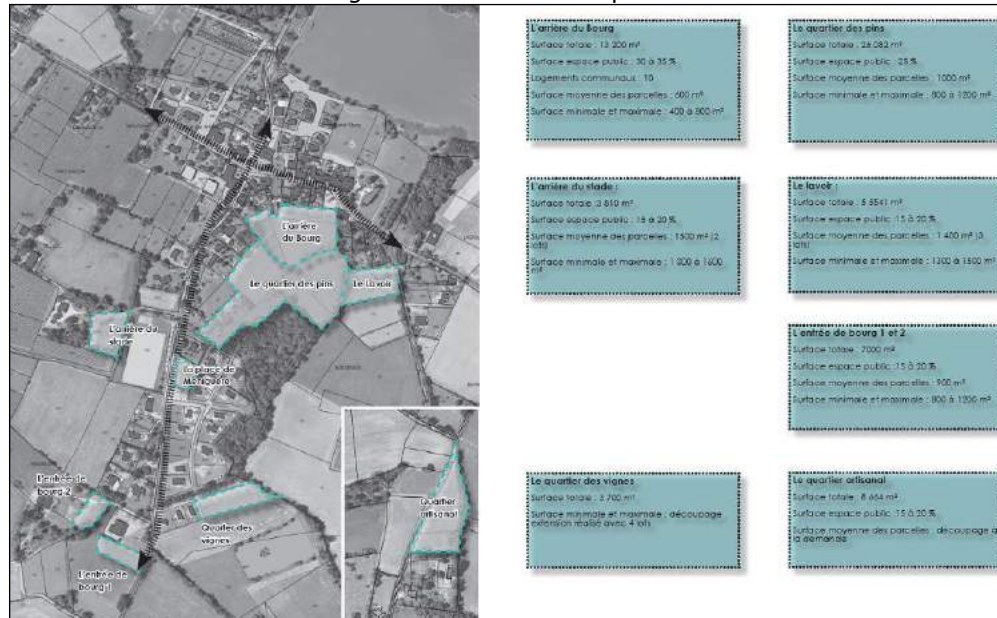 L'arrière
du Bourg
Le quartier des pins
Le Lavoir
L'arrière du
stade
La place de
L'entrée de
bourg 2
Quartier des
vignes
L'entrée de
bourg 1
Quartier
artisanal
L'arrière du Bourg
Surface totale : 13 200 m²
Surface espace public : 30 à 35 %
Logements communaux : 10
Surface moyenne des parcelles : 600 m²
Surface minimale et maximale : 400 à 800 m²
Le quartier des pins
Surface totale : 26 082 m²
Surface espace public : 25 %
Surface moyenne des parcelles : 1000 m²
Surface minimale et maximale : 800 à 1200 m²
L'arrière du stade :
Surface totale : 3 810 m²
Surface espace public : 15 à 20 %
Surface moyenne des parcelles : 1500 m² (2
lots)
Surface minimale et maximale : 1 300 à 1600
m²
Le lavoir :
Surface totale : 5 5541 m²
Surface espace public : 15 à 20 %
Surface moyenne des parcelles : 1 400 m² (3
lots)
Surface minimale et maximale : 1300 à 1500 m²
L'entrée de bourg 1 et 2
Surface totale : 7000 m²
Surface espace public : 15 à 20 %
Surface moyenne des parcelles : 900 m²
Surface minimale et maximale : 800 à 1200 m²
Le quartier des vignes
Surface totale : 3 700 m²
Surface minimale et maximale : découpage
extension réalisé avec 4 lots
Le quartier artisanal
Surface totale : 8 664 m²
Surface espace public : 15 à 20 %
Surface moyenne des parcelles : découpage à
la demande